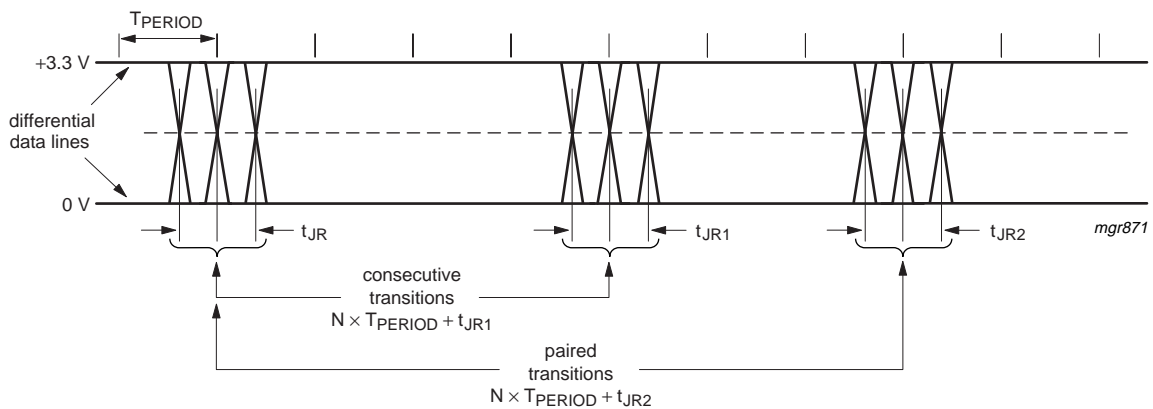 TPERIOD
+3.3 V
differential
data lines
0 V
tJR
tJR1
tJR2
mgr871
consecutive
transitions
N × TPERIOD + tJR1
paired
transitions
N × TPERIOD + tJR2